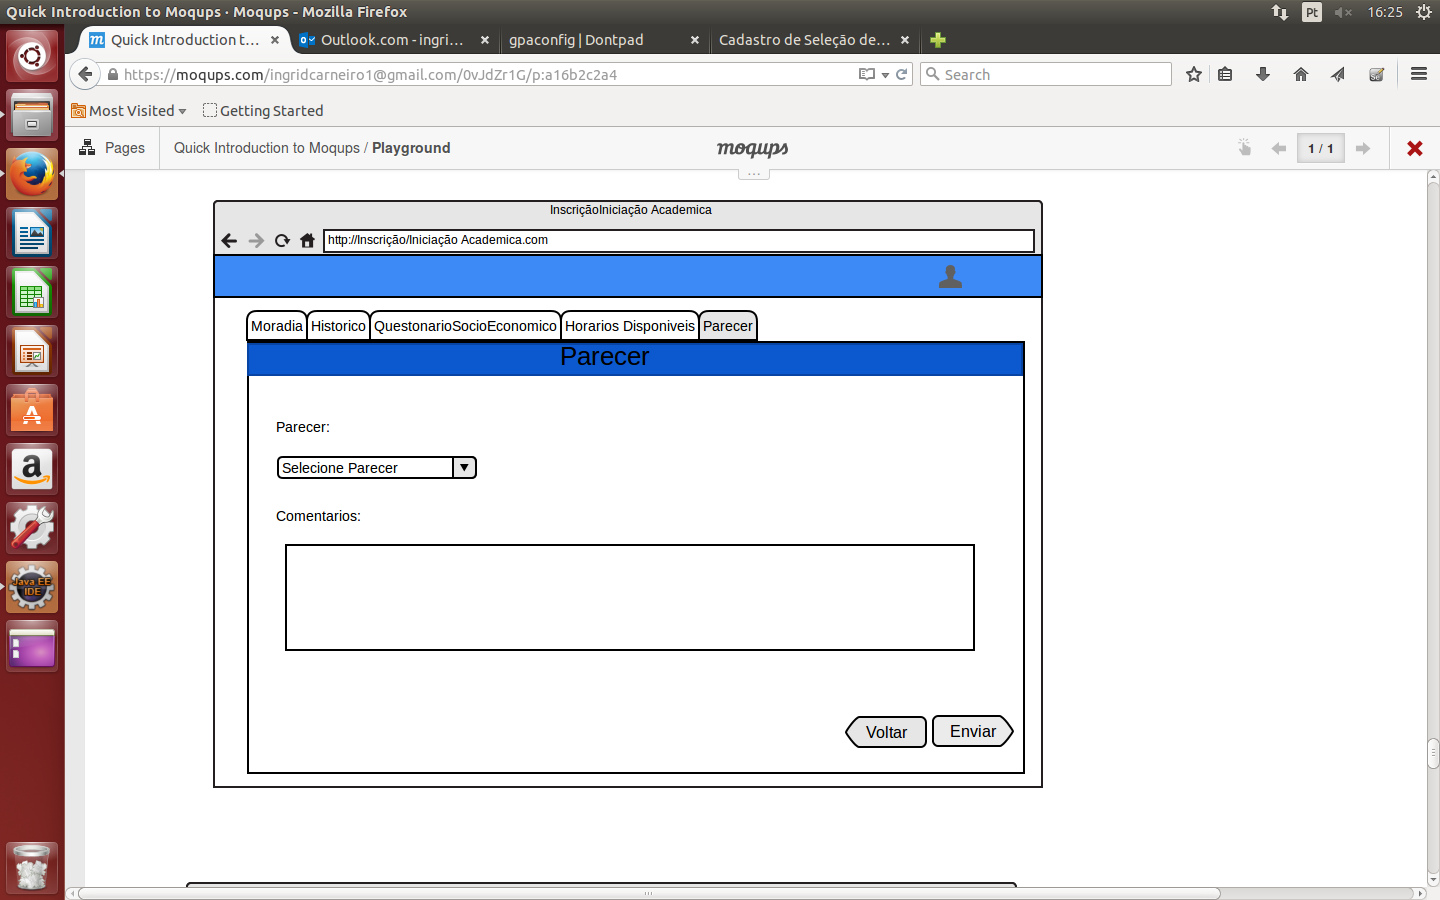 Quick Introduction to Moqups · Moqups - Mozilla Firefox
Pt
16:25
Quick Introduction t...
Outlook.com - ingri...
gpaconfig | Dontpad
Cadastro de Seleção de...
https://moqups.com/ingridcarneiro1@gmail.com/0vJdZr1G/p:a16b2c2a4
Search
Most Visited
Getting Started
Pages
Quick Introduction to Moqups / Playground
moqups
1 / 1
...
InscriçãoIniciação Academica
http://Inscrição/Iniciação Academica.com
Moradia
Historico
QuestonarioSocioEconomico
Horarios Disponiveis
Parecer
Parecer
Parecer:
Selecione Parecer
Comentarios:
Voltar
Enviar
Java EE
IDE